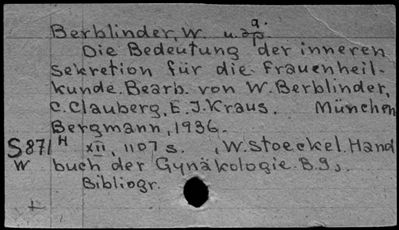 Berblinder, W. u. a.
Die Bedeutung der inneren
Sekretion für die Frauenheil-
kunde. Bearb. von W. Berblinder,
C. Clauberg, E. J. Kraus. München
Bergmann, 1936.
S871 H XII, 1107 S. (W. Stoeckel. Hand
W buch der Gynäkologie. B. 9).
Bibliogr.